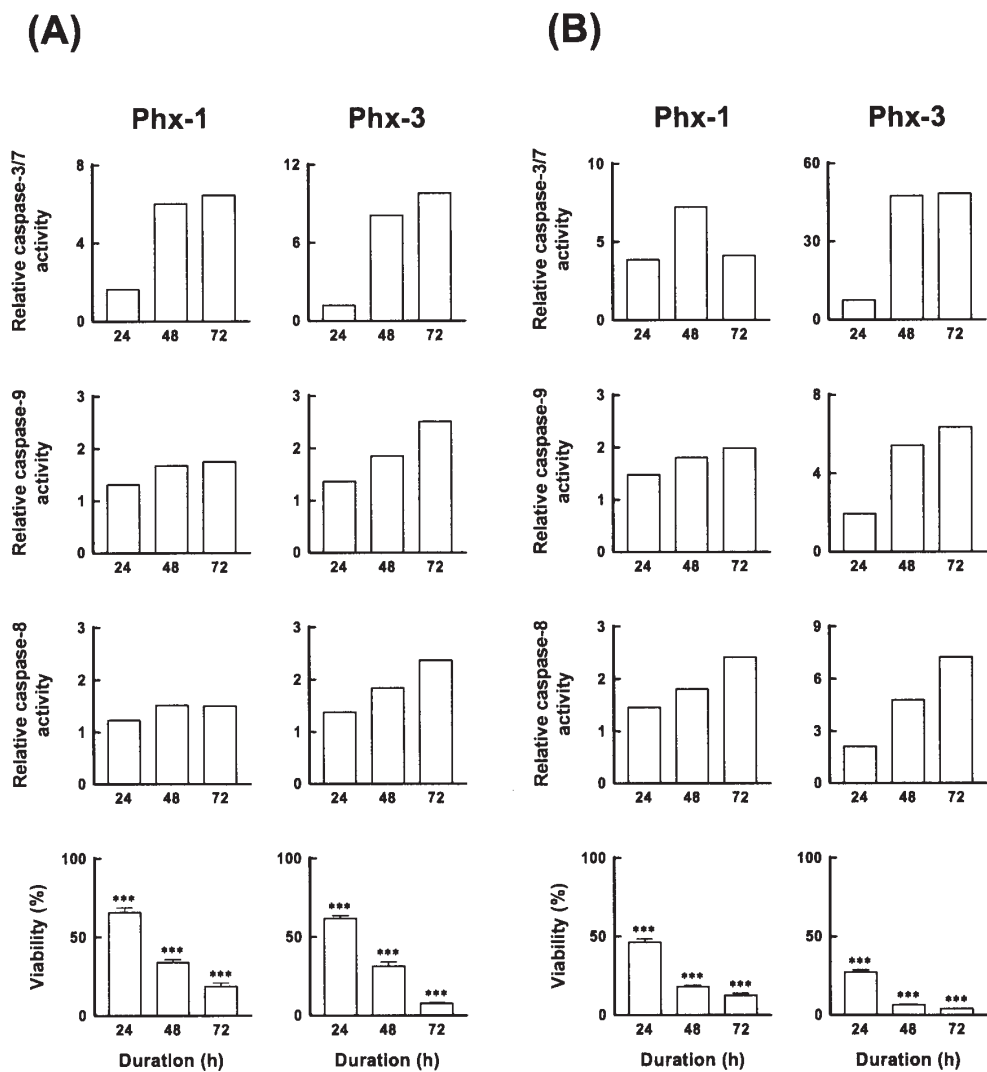 (A) (B)
Phx-1 Phx-3 Phx-1 Phx-3
Relative caspase-3/7
activity
8
4
0
24 48 72
12
6
0
24 48 72
Relative caspase-3/7
activity
10
5
0
24 48 72
60
30
0
24 48 72
Relative caspase-9
activity
3
2
1
0
24 48 72
3
2
1
0
24 48 72
Relative caspase-9
activity
3
2
1
0
24 48 72
8
4
0
24 48 72
Relative caspase-8
activity
3
2
1
0
24 48 72
3
2
1
0
24 48 72
Relative caspase-8
activity
3
2
1
0
24 48 72
9
6
3
0
24 48 72
Viability (%)
100
50
0
*** *** ***
24 48 72
Duration (h)
100
50
0
*** *** ***
24 48 72
Duration (h)
Viability (%)
100
50
0
*** *** ***
24 48 72
Duration (h)
100
50
0
*** *** ***
24 48 72
Duration (h)